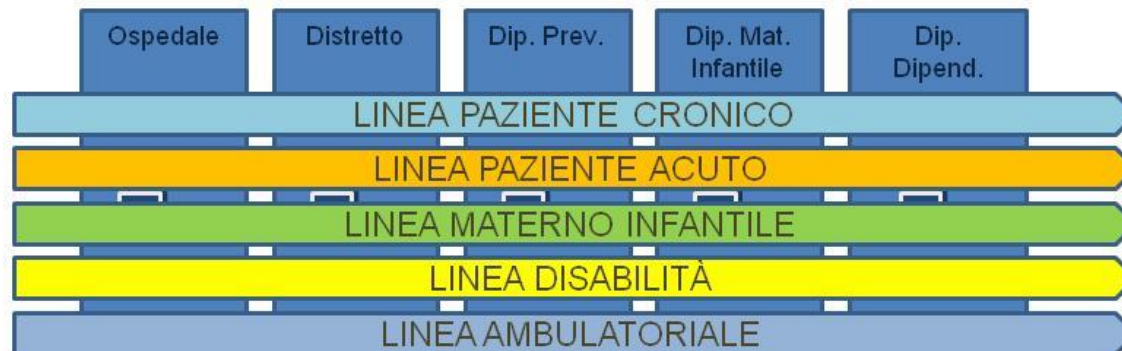 Ospedale
Distretto
Dip. Prev.
Dip. Mat.
Infantile
Dip.
Dipend.
LINEA PAZIENTE CRONICO
LINEA PAZIENTE ACUTO
LINEA MATERNO INFANTILE
LINEA DISABILITÀ
LINEA AMBULATORIALE